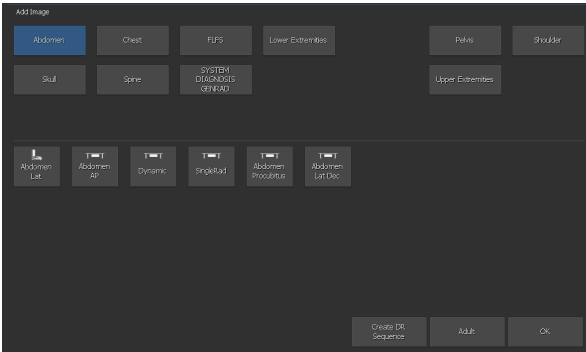 Add Image
Abdomen
Chest
FLFS
Lower Extremities
Pelvis
Shoulder
Skull
Spine
SYSTEM
DIAGNOSIS
GENRAD
Upper Extremities
Abdomen
Lat
Abdomen
AP
Dynamic
SingleRad
Abdomen
Procubitus
Abdomen
Lat Dec
Create DR
Sequence
Adult
OK